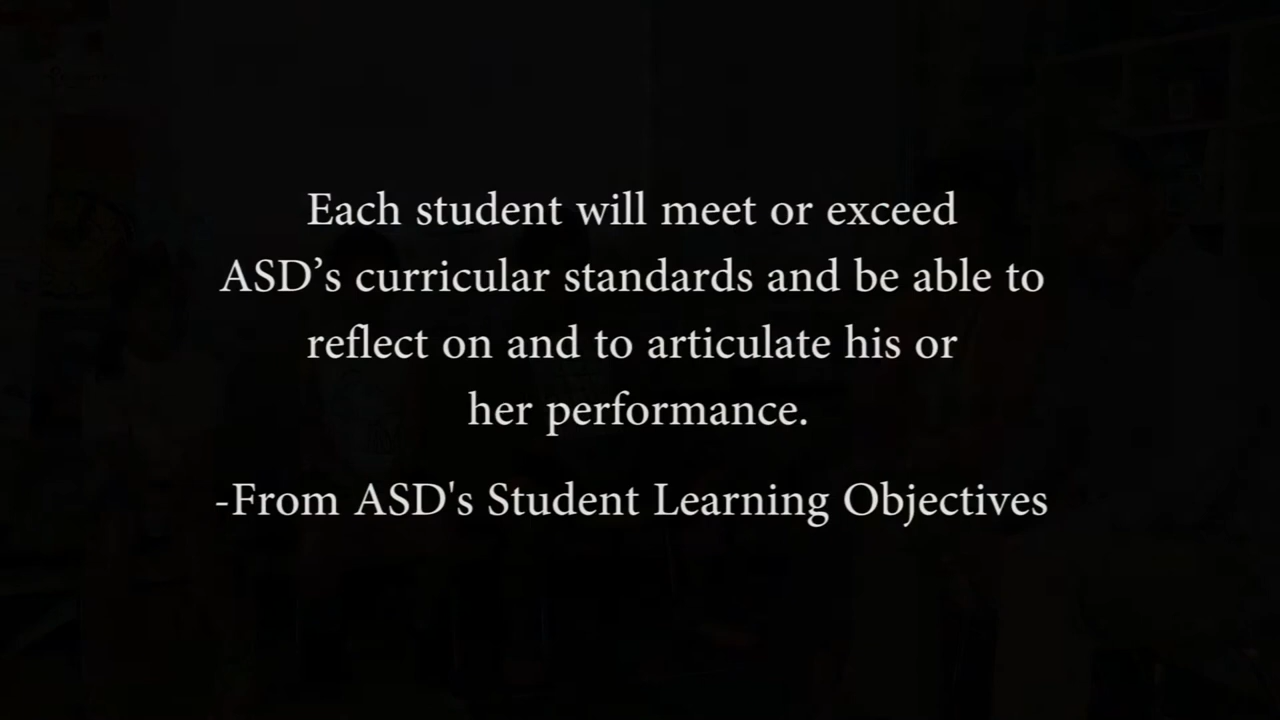 Each student will meet or exceed
ASD’s curricular standards and be able to
reflect on and to articulate his or
her performance.
-From ASD's Student Learning Objectives